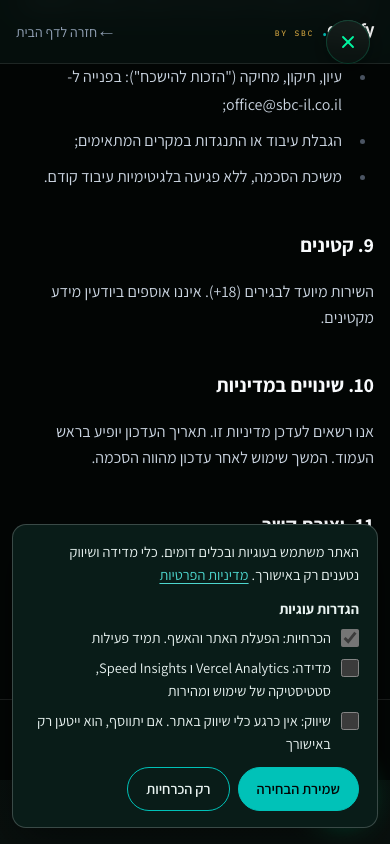 BY SBC
← חזרה לדף הבית
עיון, תיקון, מחיקה ("הזכות להישכח"): בפנייה ל-
office@sbc-il.co.il;
הגבלת עיבוד או התנגדות במקרים המתאימים;
משיכת הסכמה, ללא פגיעה בלגיטימיות עיבוד קודם.
9. קטינים
השירות מיועד לבגירים (18+). איננו אוספים ביודעין מידע
מקטינים.
10. שינויים במדיניות
אנו רשאים לעדכן מדיניות זו. תאריך העדכון יופיע בראש
העמוד. המשך שימוש לאחר עדכון מהווה הסכמה.
האתר משתמש בעוגיות ובכלים דומים. כלי מדידה ושיווק
נטענים רק באישורך. מדיניות הפרטיות
הגדרות עוגיות
הכרחיות: הפעלת האתר והאשף. תמיד פעילות
מדידה: Vercel Analytics ו Speed Insights,
סטטיסטיקה של שימוש ומהירות
שיווק: אין כרגע כלי שיווק באתר. אם יתווסף, הוא ייטען רק
באישורך
שמירת הבחירה
רק הכרחיות